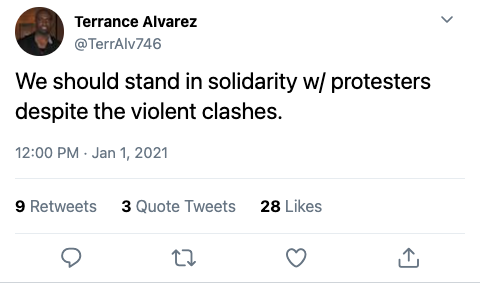 Terrance Alvarez
@TerrAlv746
We should stand in solidarity w/ protesters
despite the violent clashes.
12:00 PM · Jan 1, 2021
9 Retweets 3 Quote Tweets 28 Likes